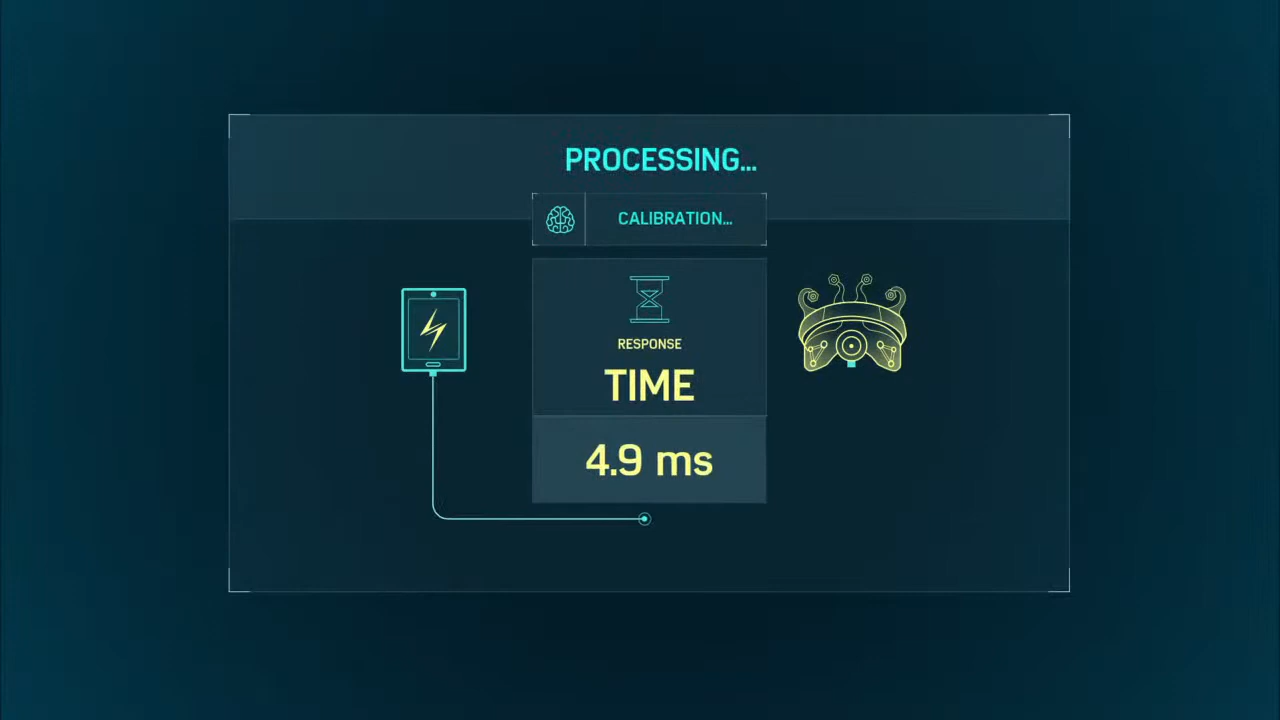 PROCESSING...
CALIBRATION...
RESPONSE
TIME
4.9 ms